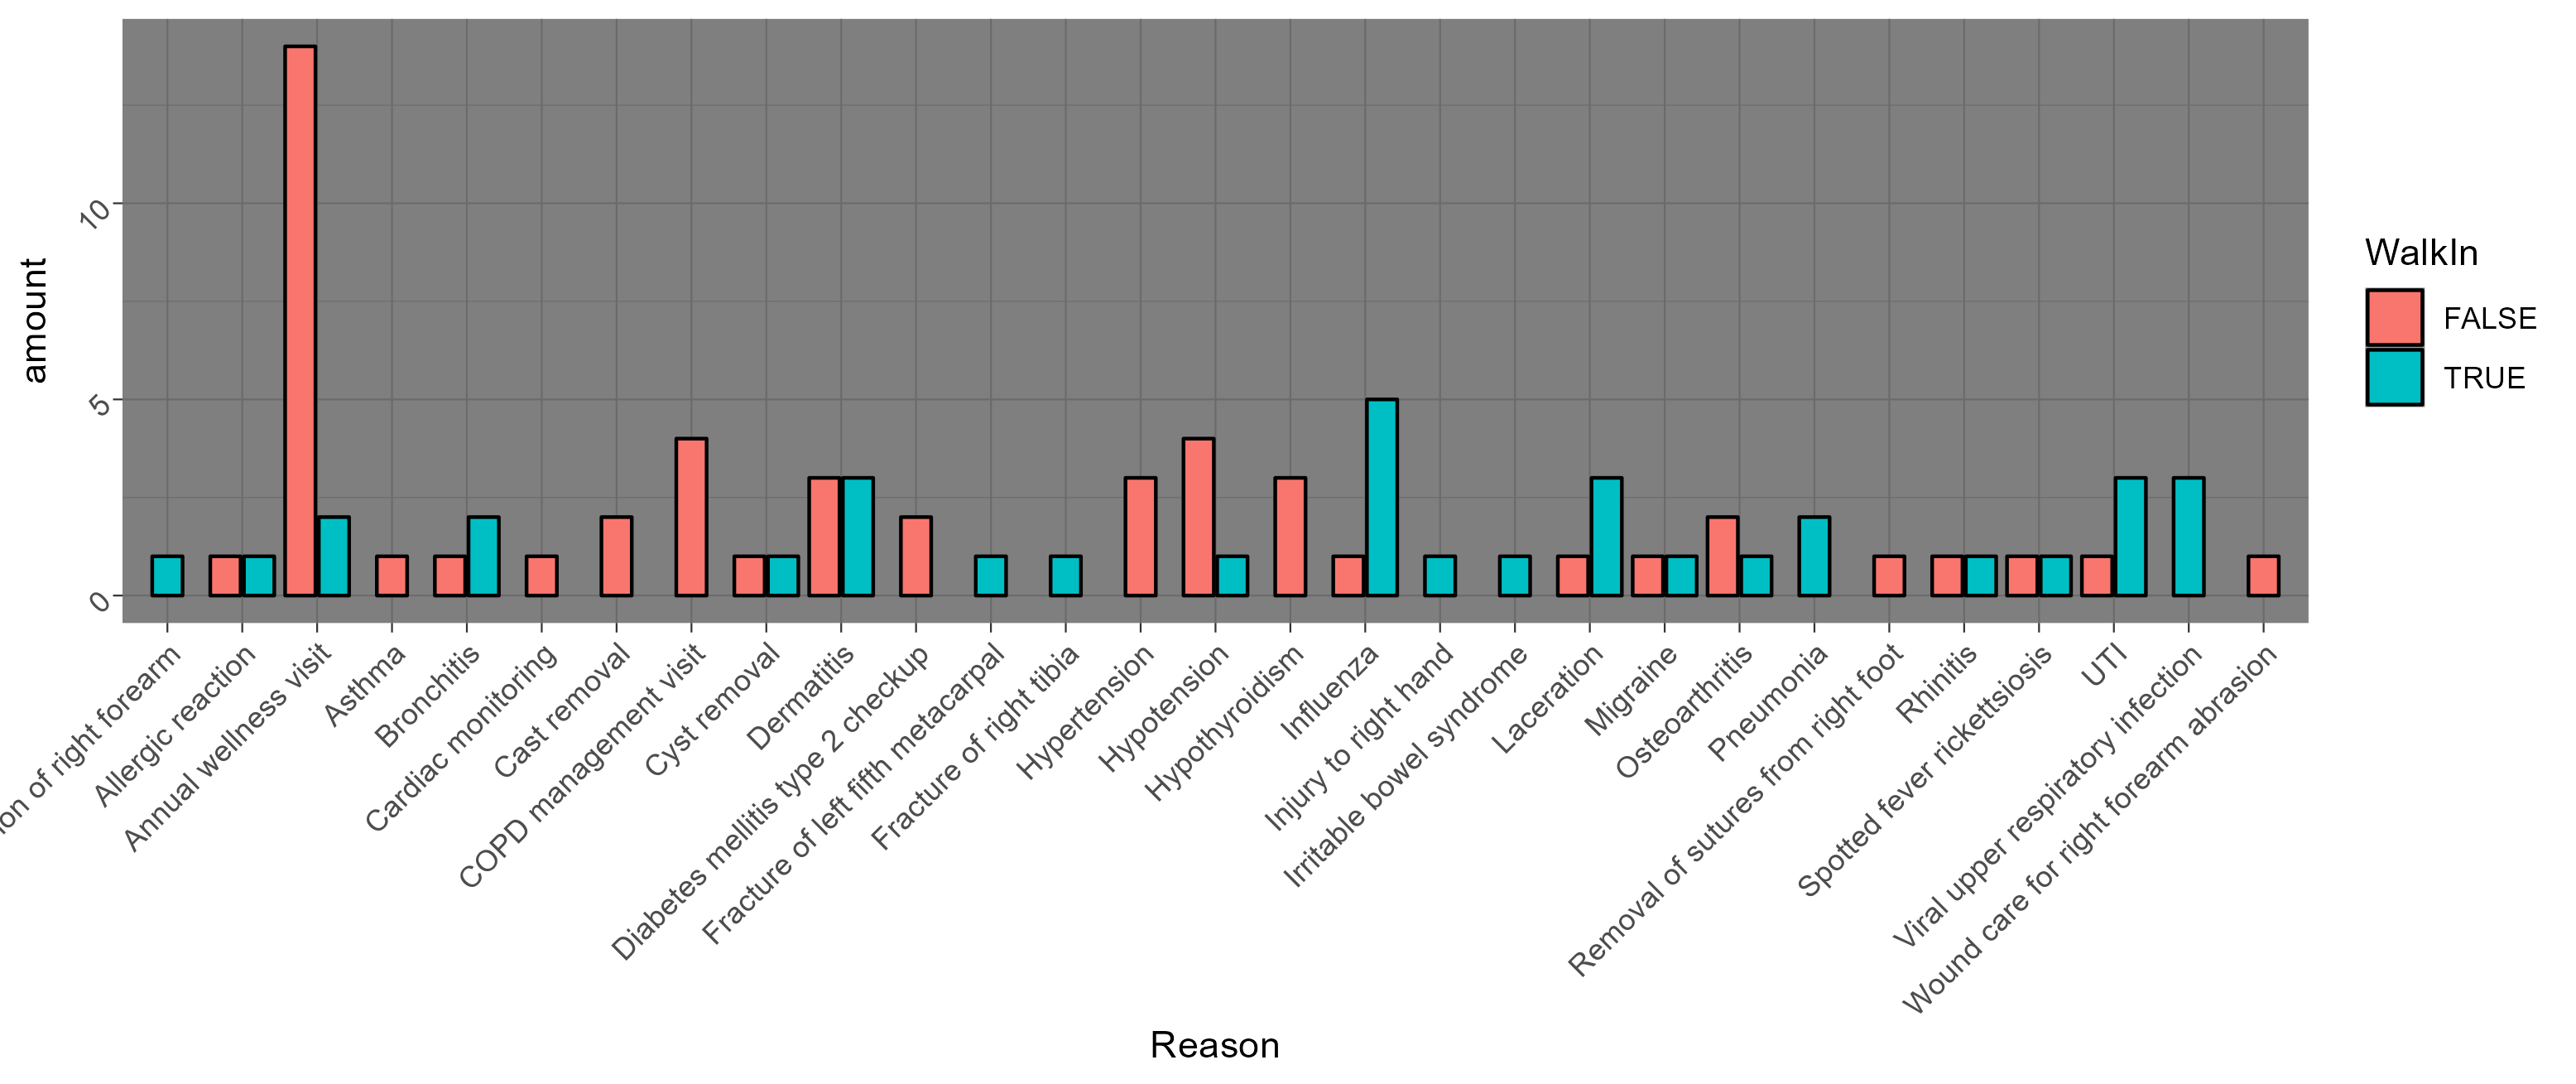 amount
10
5
0
of right forearm
Allergic reaction
Annual wellness visit
Asthma
Bronchitis
Cardiac monitoring
Cast removal
COPD management visit
Cyst removal
Dermatitis
Diabetes mellitis type 2 checkup
Fracture of left fifth metacarpal
Fracture of right tibia
Hypertension
Hypotension
Hypothyroidism
Influenza
Injury to right hand
Irritable bowel syndrome
Laceration
Migraine
Osteoarthritis
Pneumonia
Removal of sutures from right foot
Rhinitis
Spotted fever rickettsiosis
UTI
Viral upper respiratory infection
Wound care for right forearm abrasion
Reason
WalkIn
FALSE
TRUE